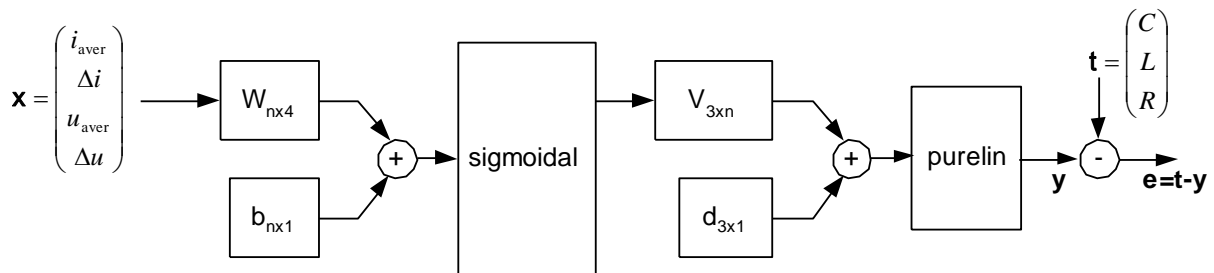 x = (i_aver
Δi
u_aver
Δu)
W_nx4
b_nx1
+
sigmoidal
V_3xn
d_3x1
+
purelin
y
t = (C
L
R)
-
e=t-y